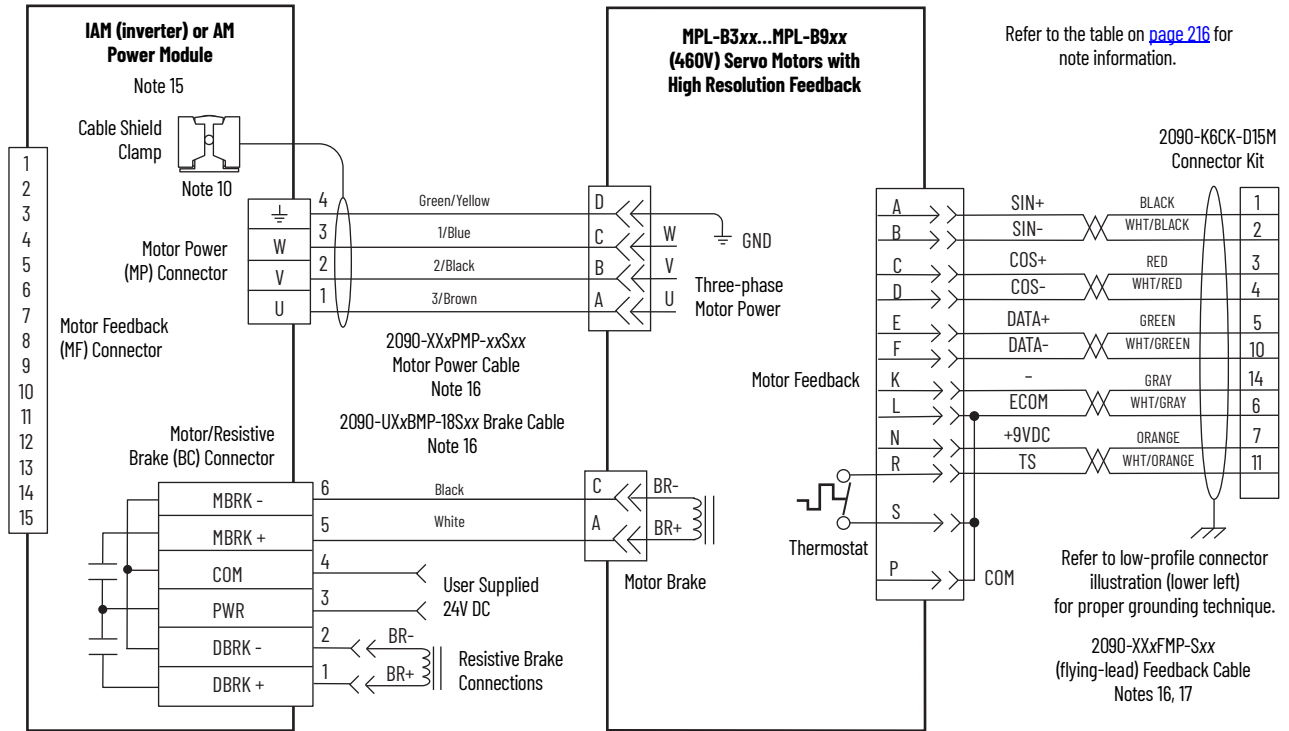 IAM (inverter) or AM
Power Module
Note 15
Cable Shield
Clamp
Note 10
1
2
3
4
5
6
7
8
9
10
11
12
13
14
15
Motor Feedback
(MF) Connector
Motor Power
(MP) Connector
W
V
U
4
3
2
1
Green/Yellow
1/Blue
2/Black
3/Brown
D
C
B
A
W
V
U
GND
Three-phase
Motor Power
2090-XXxPMP-xxSxx
Motor Power Cable
Note 16
2090-UXxBMP-18Sxx Brake Cable
Note 16
Motor/Resistive
Brake (BC) Connector
MBRK -
MBRK +
COM
PWR
DBRK -
DBRK +
6
5
4
3
2
1
Black
White
User Supplied
24V DC
BR-
BR+
Resistive Brake
Connections
C
A
BR-
BR+
Motor Brake
MPL-B3xx...MPL-B9xx
(460V) Servo Motors with
High Resolution Feedback
Motor Feedback
Thermostat
A
B
C
D
E
F
K
L
N
R
S
P
COM
SIN+
SIN-
COS+
COS-
DATA+
DATA-
-
ECOM
+9VDC
TS
BLACK
WHT/BLACK
RED
WHT/RED
GREEN
WHT/GREEN
GRAY
WHT/GRAY
ORANGE
WHT/ORANGE
1
2
3
4
5
10
14
6
7
11
Refer to the table on page 216 for
note information.
2090-K6CK-D15M
Connector Kit
Refer to low-profile connector
illustration (lower left)
for proper grounding technique.
2090-XXxFMP-Sxx
(flying-lead) Feedback Cable
Notes 16, 17